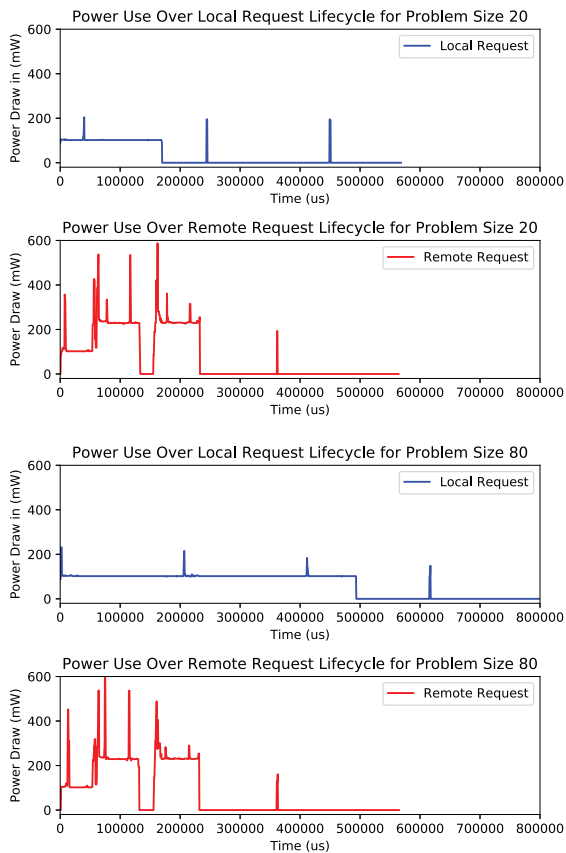 Power Use Over Local Request Lifecycle for Problem Size 20
Power Draw in (mW)
600
400
200
0
Local Request
0 100000 200000 300000 400000 500000 600000 700000 800000
Time (us)
Power Use Over Remote Request Lifecycle for Problem Size 20
Power Draw (mW)
600
400
200
0
Remote Request
0 100000 200000 300000 400000 500000 600000 700000 800000
Time (us)
Power Use Over Local Request Lifecycle for Problem Size 80
Power Draw in (mW)
600
400
200
0
Local Request
0 100000 200000 300000 400000 500000 600000 700000 800000
Time (us)
Power Use Over Remote Request Lifecycle for Problem Size 80
Power Draw (mW)
600
400
200
0
Remote Request
0 100000 200000 300000 400000 500000 600000 700000 800000
Time (us)